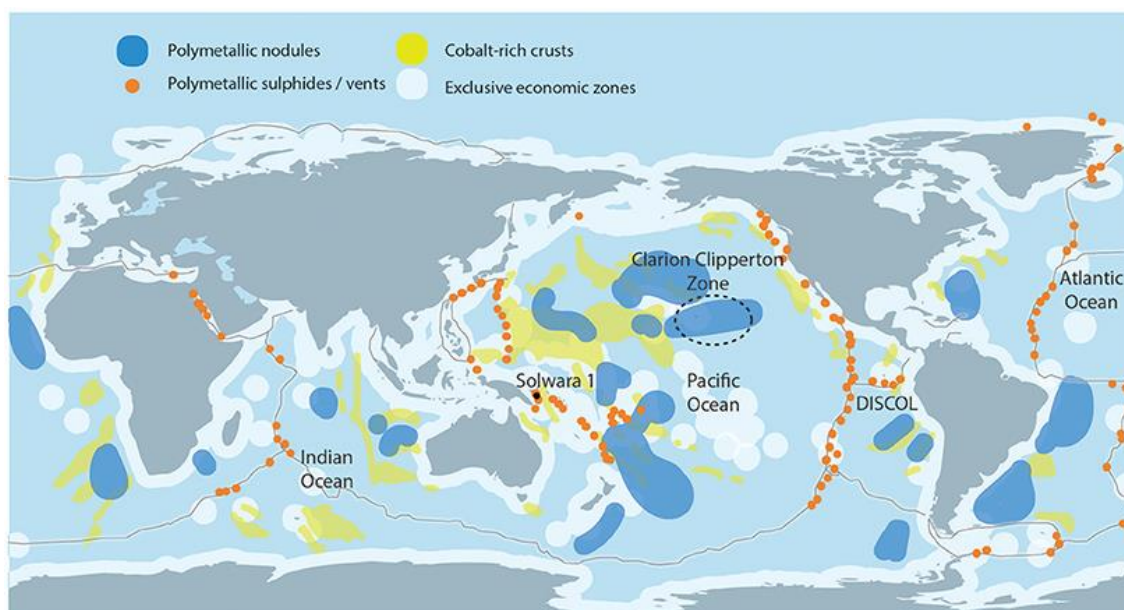 Polymetallic nodules
Cobalt-rich crusts
Polymetallic sulphides / vents
Exclusive economic zones
Clarion Clipperton
Zone
Atlantic
Ocean
Solwara 1
Pacific
Ocean
DISCOL
Indian
Ocean